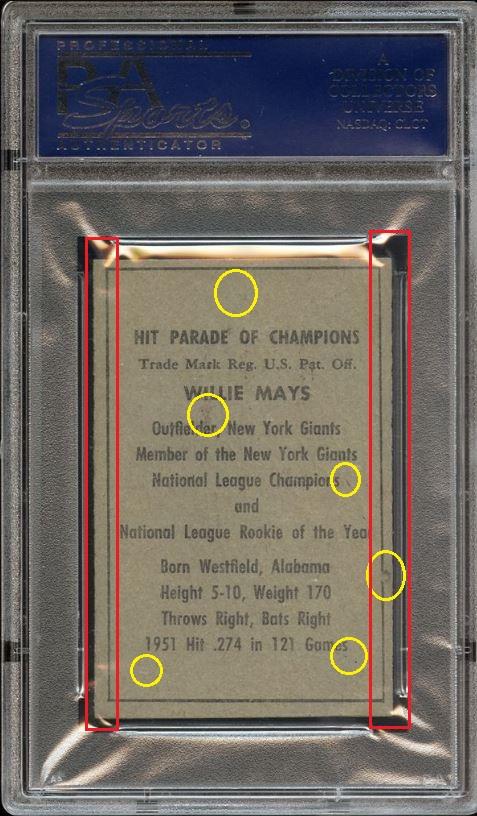 PROFESSIONAL
PSA
Sports®
AUTHENTICATOR
A
DIVISION OF
COLLECTORS
UNIVERSE
NASDAQ: CLCT
HIT PARADE OF CHAMPIONS
Trade Mark Reg. U.S. Pat. Off.
WILLIE MAYS
Outfielder, New York Giants
Member of the New York Giants
National League Champions
and
National League Rookie of the Year
Born Westfield, Alabama
Height 5-10, Weight 170
Throws Right, Bats Right
1951 Hit .274 in 121 Games